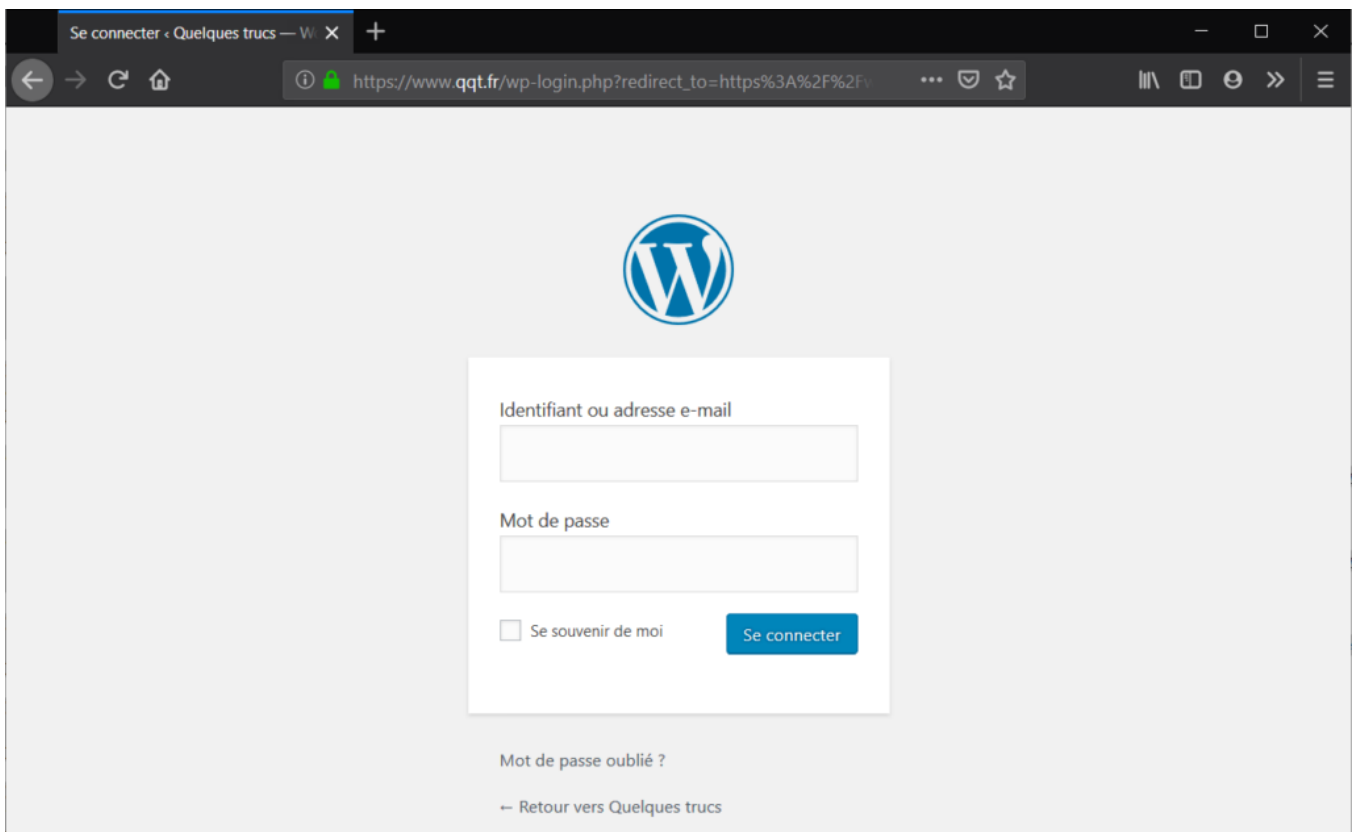 Se connecter ‹ Quelques trucs — W
https://www.qqt.fr/wp-login.php?redirect_to=https%3A%2F%2F
Identifiant ou adresse e-mail
Mot de passe
Se souvenir de moi
Se connecter
Mot de passe oublié ?
← Retour vers Quelques trucs